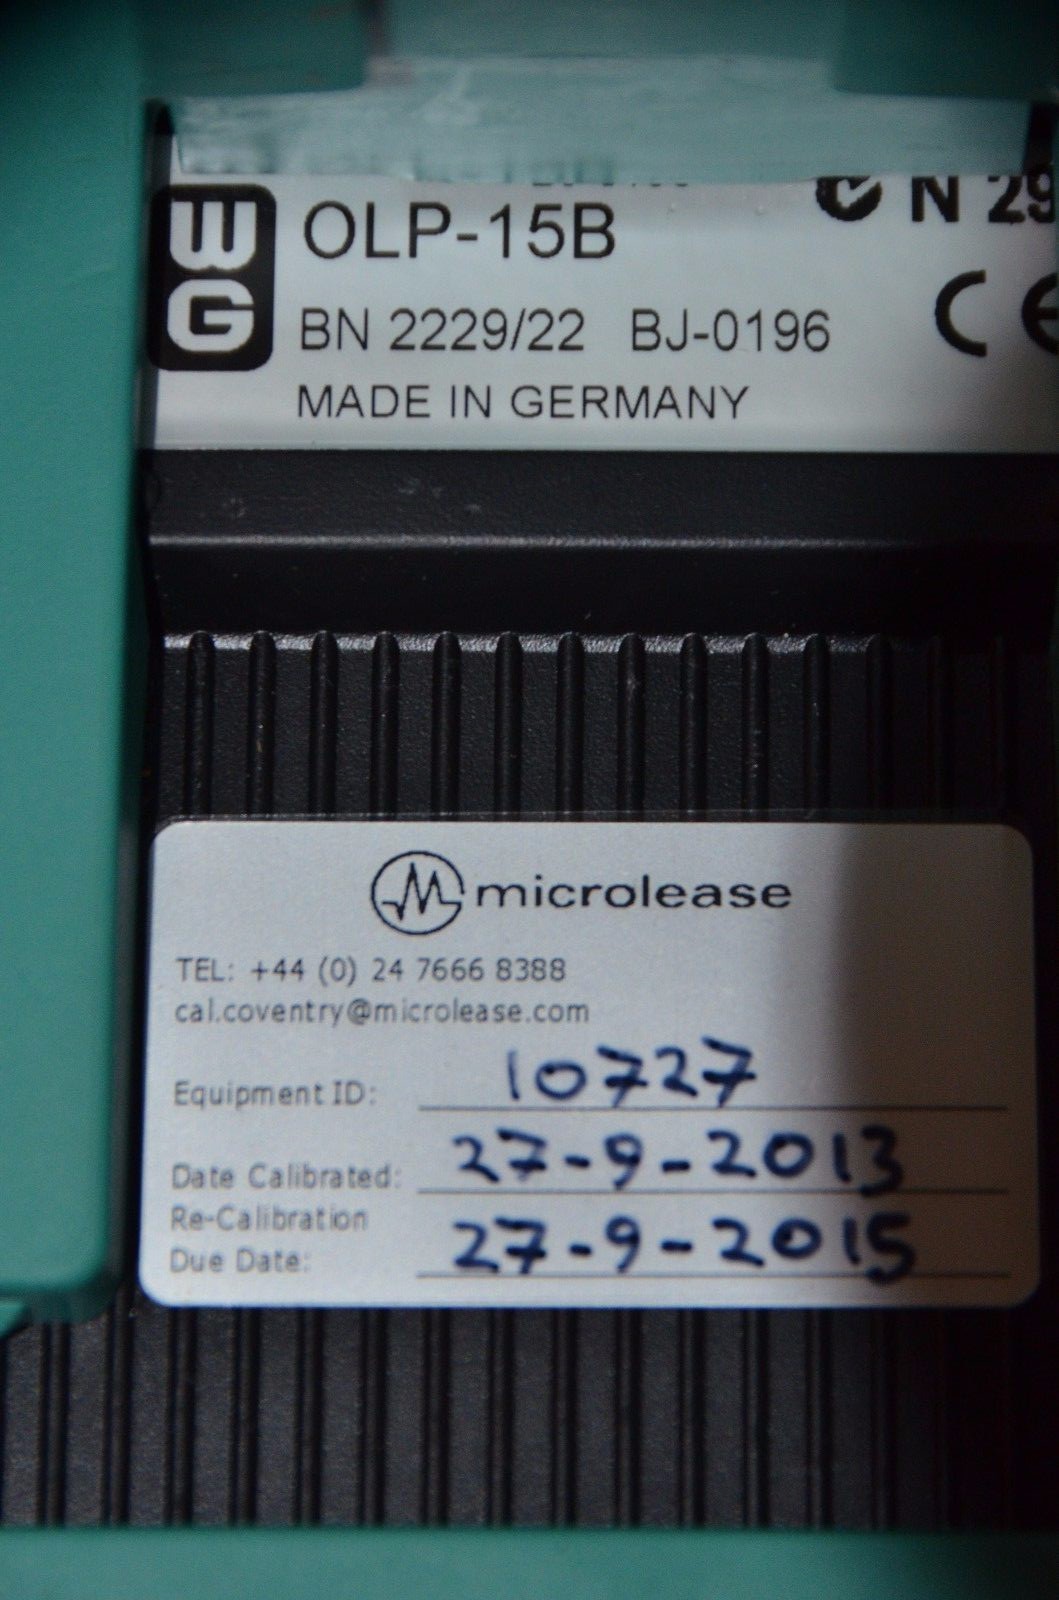 N 29
WG
OLP-15B
BN 2229/22 BJ-0196
CE
MADE IN GERMANY
microlease
TEL: +44 (0) 24 7666 8388
cal.coventry@microlease.com
Equipment ID: 10727
Date Calibrated: 27-9-2013
Re-Calibration
Due Date: 27-9-2015